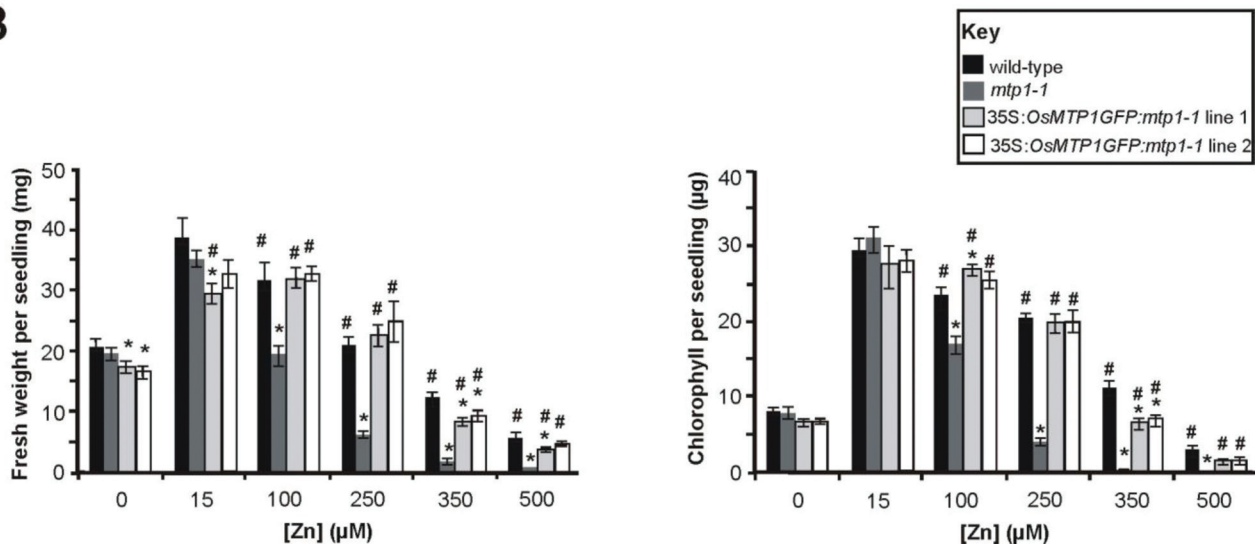 B
Key
wild-type
mtp1-1
35S:OsMTP1GFP:mtp1-1 line 1
35S:OsMTP1GFP:mtp1-1 line 2
Fresh weight per seedling (mg)
50
40
30
20
10
0
# * * # * # # # * # # # * # # * # * * # # * # *
0 15 100 250 350 500
[Zn] (µM)
Chlorophyll per seedling (µg)
40
30
20
10
0
# * # * # # # # * # # * # * * # # # *
0 15 100 250 350 500
[Zn] (µM)